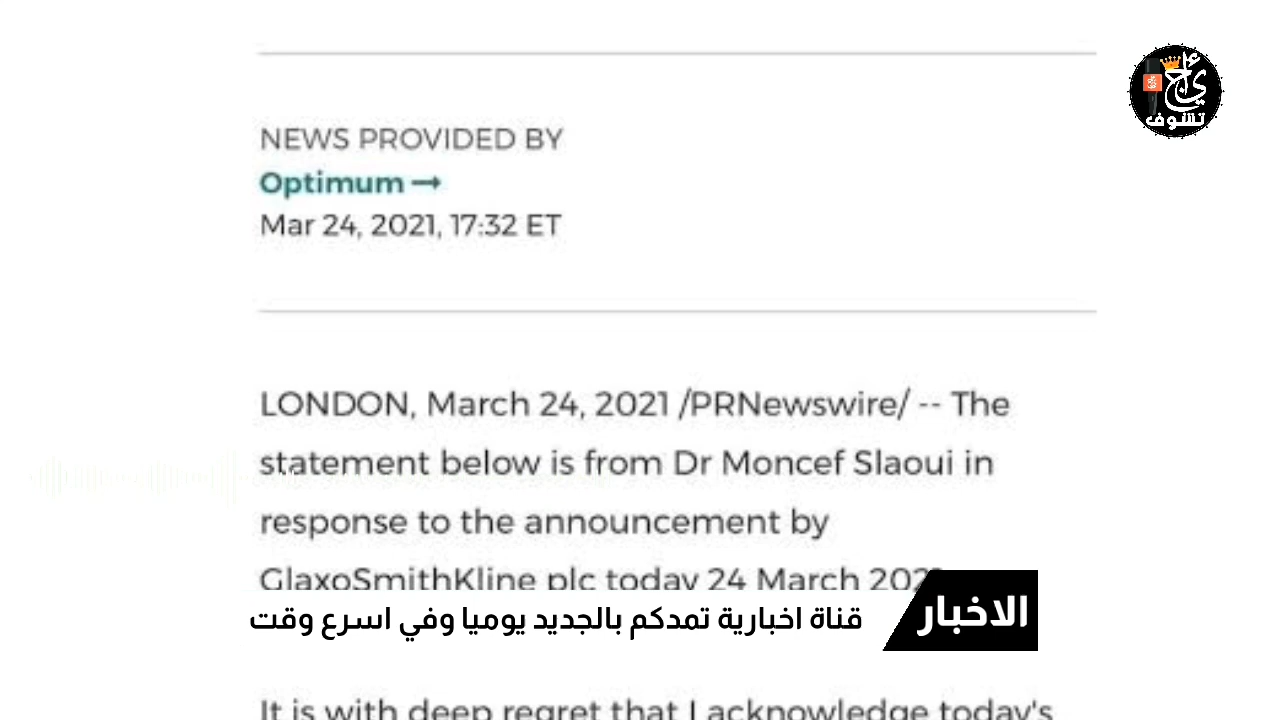 تشوف
NEWS PROVIDED BY
Optimum →
Mar 24, 2021, 17:32 ET
LONDON, March 24, 2021 /PRNewswire/ -- The
statement below is from Dr Moncef Slaoui in
response to the announcement by
GlaxoSmithKline plc today 24 March
الاخبار
قناة اخبارية تمدكم بالجديد يوميا وفي اسرع وقت
It is with deep regret that I acknowledge today's